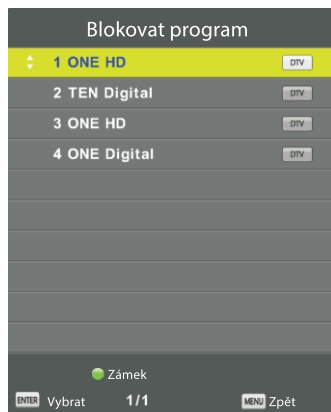 Blokovat program
1 ONE HD DTV
2 TEN Digital DTV
3 ONE HD DTV
4 ONE Digital DTV
Zámek
ENTER Vybrat 1/1 MENU Zpět